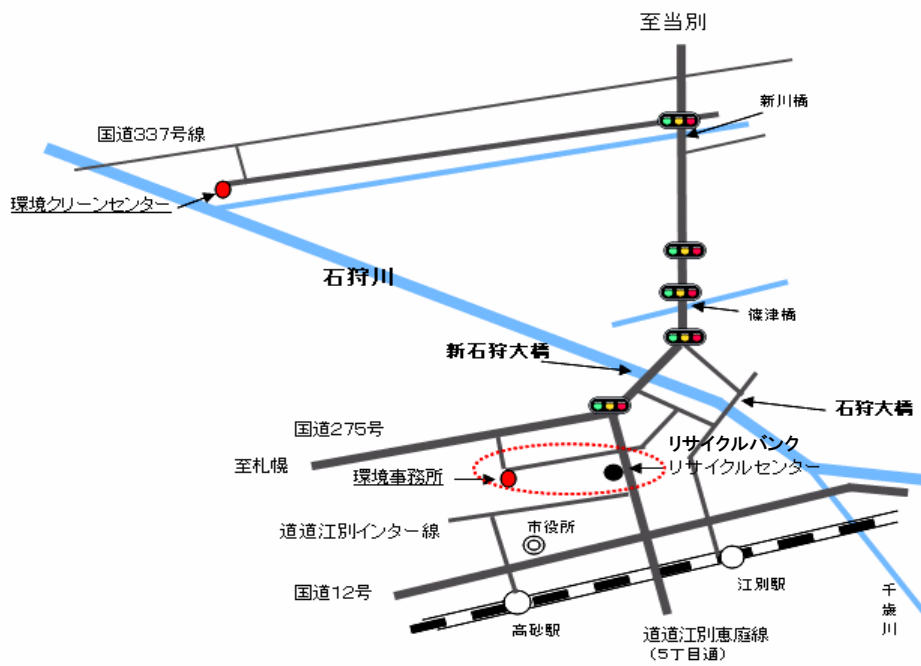 至当別
新川橋
国道337号線
環境クリーンセンター
石狩川
篠津橋
新石狩大橋
石狩大橋
国道275号
至札幌
リサイクルバンク
リサイクルセンター
環境事務所
道道江別インター線
市役所
国道12号
江別駅
高砂駅
千歳川
道道江別恵庭線
(5丁目通)